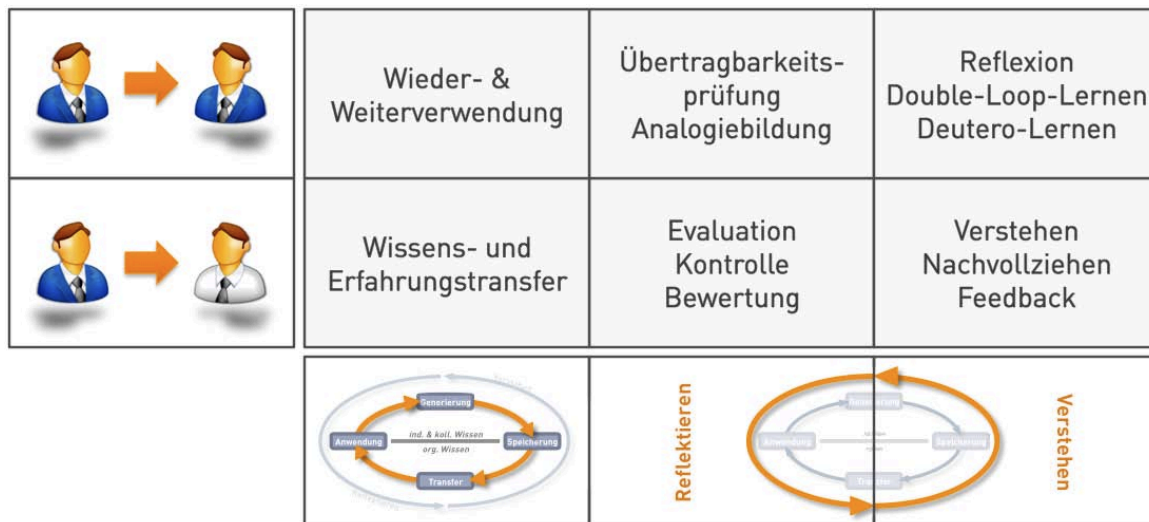 Wieder- &
Weiterverwendung
Übertragbarkeits-
prüfung
Analogiebildung
Reflexion
Double-Loop-Lernen
Deutero-Lernen
Wissens- und
Erfahrungstransfer
Evaluation
Kontrolle
Bewertung
Verstehen
Nachvollziehen
Feedback
Generierung
Anwendung
ind. & koll. Wissen
org. Wissen
Speicherung
Transfer
Reflektieren
Generierung
Anwendung
Speicherung
Transfer
Verstehen